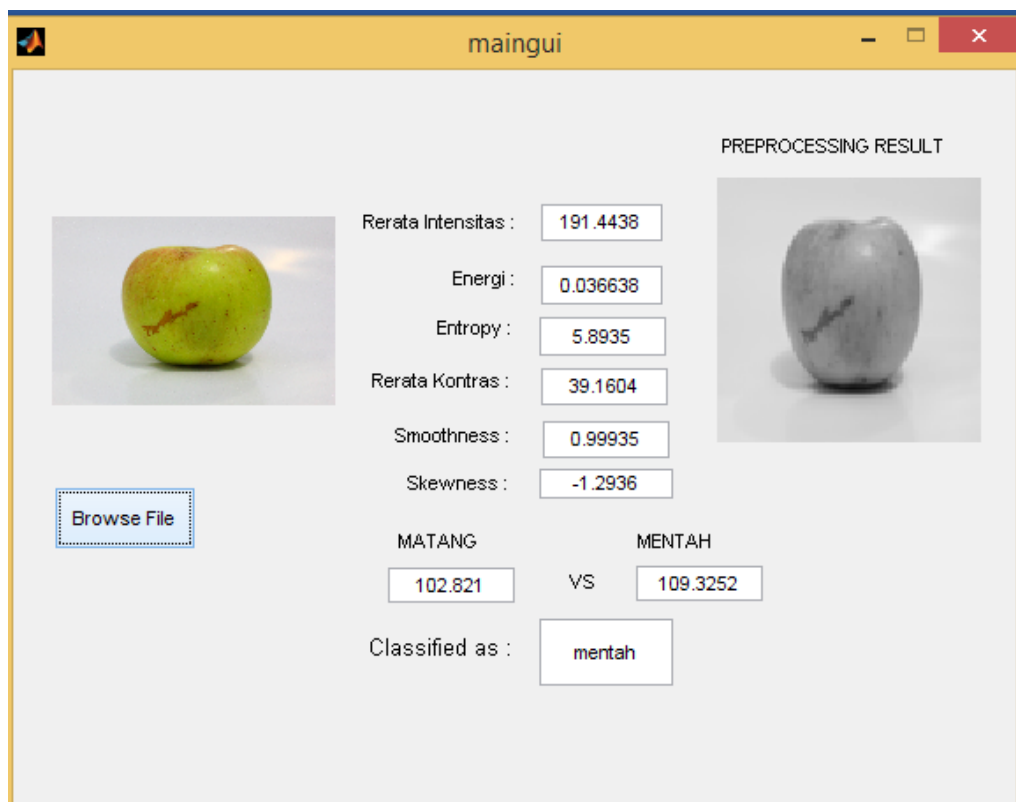 maingui
PREPROCESSING RESULT
Rerata Intensitas : 191.4438
Energi : 0.036638
Entropy : 5.8935
Rerata Kontras : 39.1604
Smoothness : 0.99935
Skewness : -1.2936
Browse File
MATANG MENTAH
102.821 VS 109.3252
Classified as : mentah